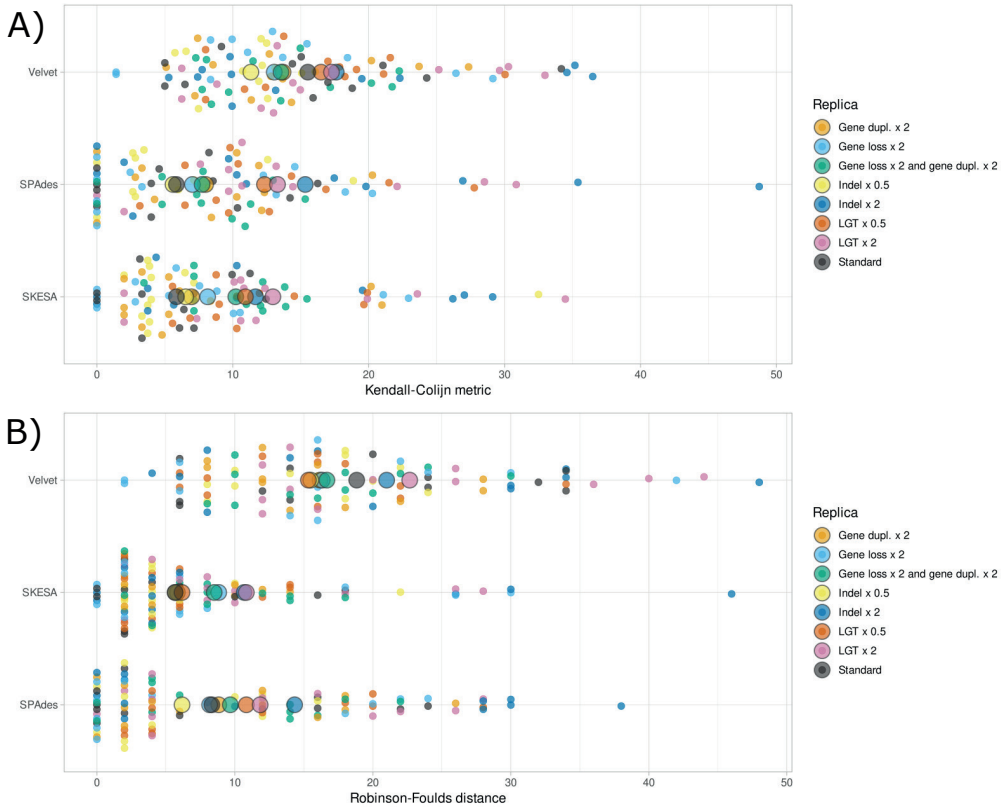 A)
Velvet
SPAdes
SKESA
0 10 20 30 40 50
Kendall-Colijn metric
Replica
Gene dupl. x 2
Gene loss x 2
Gene loss x 2 and gene dupl. x 2
Indel x 0.5
Indel x 2
LGT x 0.5
LGT x 2
Standard
B)
Velvet
SKESA
SPAdes
0 10 20 30 40 50
Robinson-Foulds distance
Replica
Gene dupl. x 2
Gene loss x 2
Gene loss x 2 and gene dupl. x 2
Indel x 0.5
Indel x 2
LGT x 0.5
LGT x 2
Standard